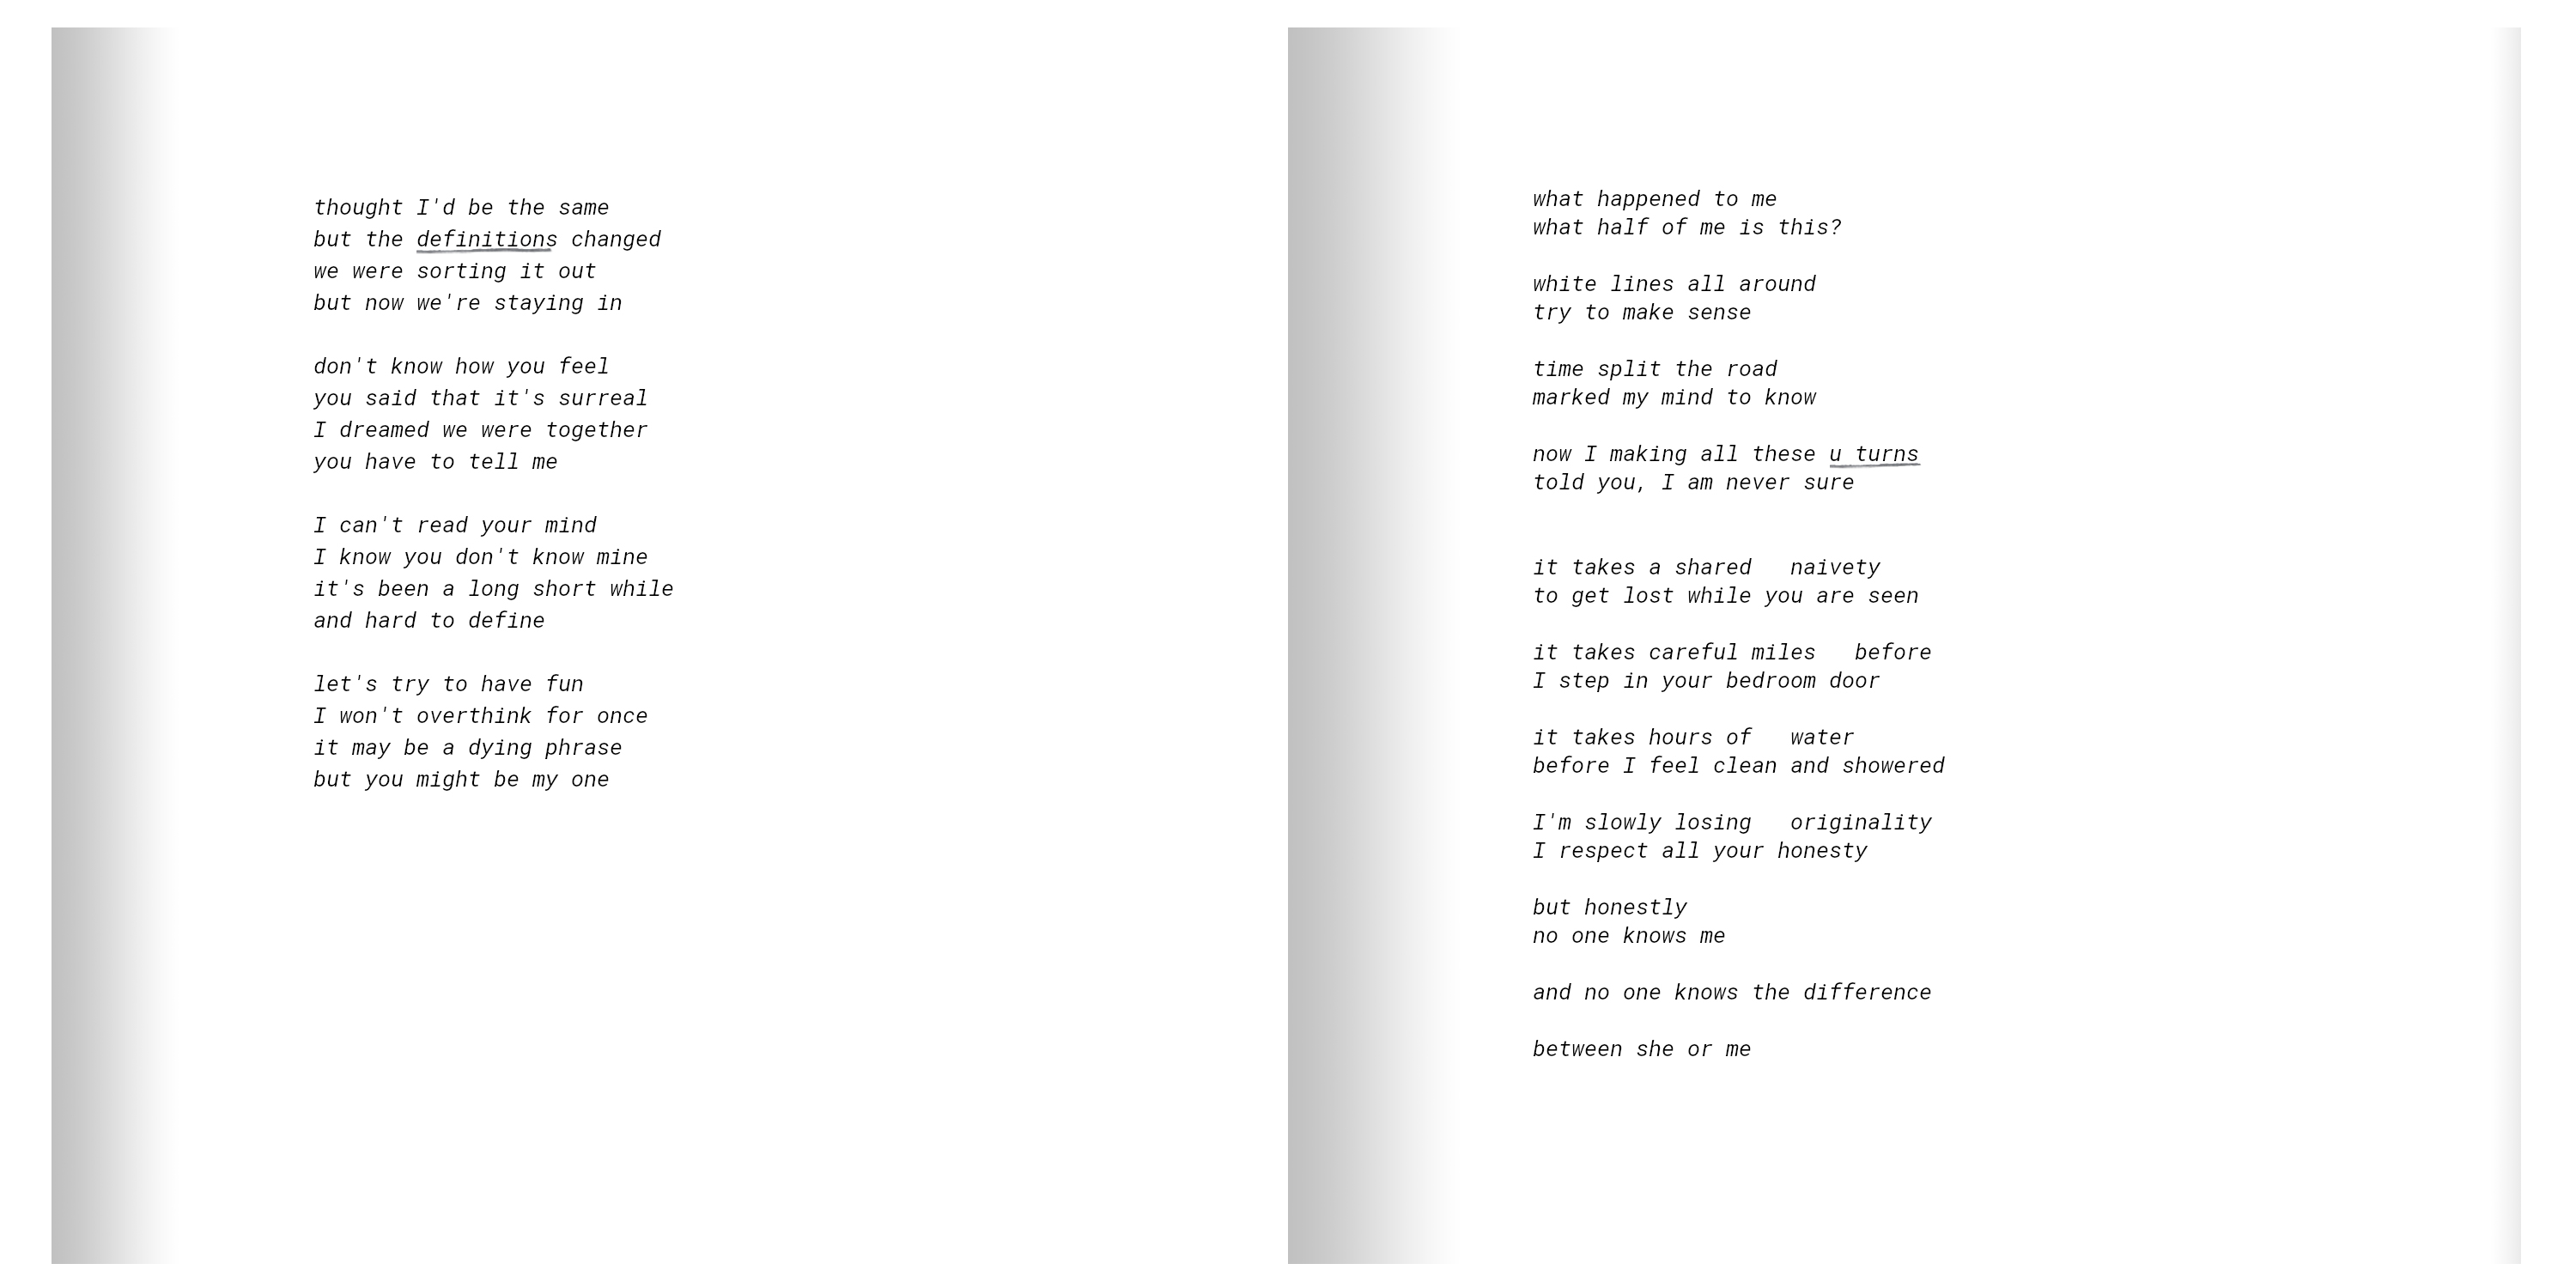 thought I'd be the same
but the definitions changed
we were sorting it out
but now we're staying in

don't know how you feel
you said that it's surreal
I dreamed we were together
you have to tell me

I can't read your mind
I know you don't know mine
it's been a long short while
and hard to define

let's try to have fun
I won't overthink for once
it may be a dying phrase
but you might be my one

what happened to me
what half of me is this?

white lines all around
try to make sense

time split the road
marked my mind to know

now I making all these u turns
told you, I am never sure

it takes a shared   naivety
to get lost while you are seen

it takes careful miles   before
I step in your bedroom door

it takes hours of   water
before I feel clean and showered

I'm slowly losing   originality
I respect all your honesty

but honestly
no one knows me

and no one knows the difference

between she or me